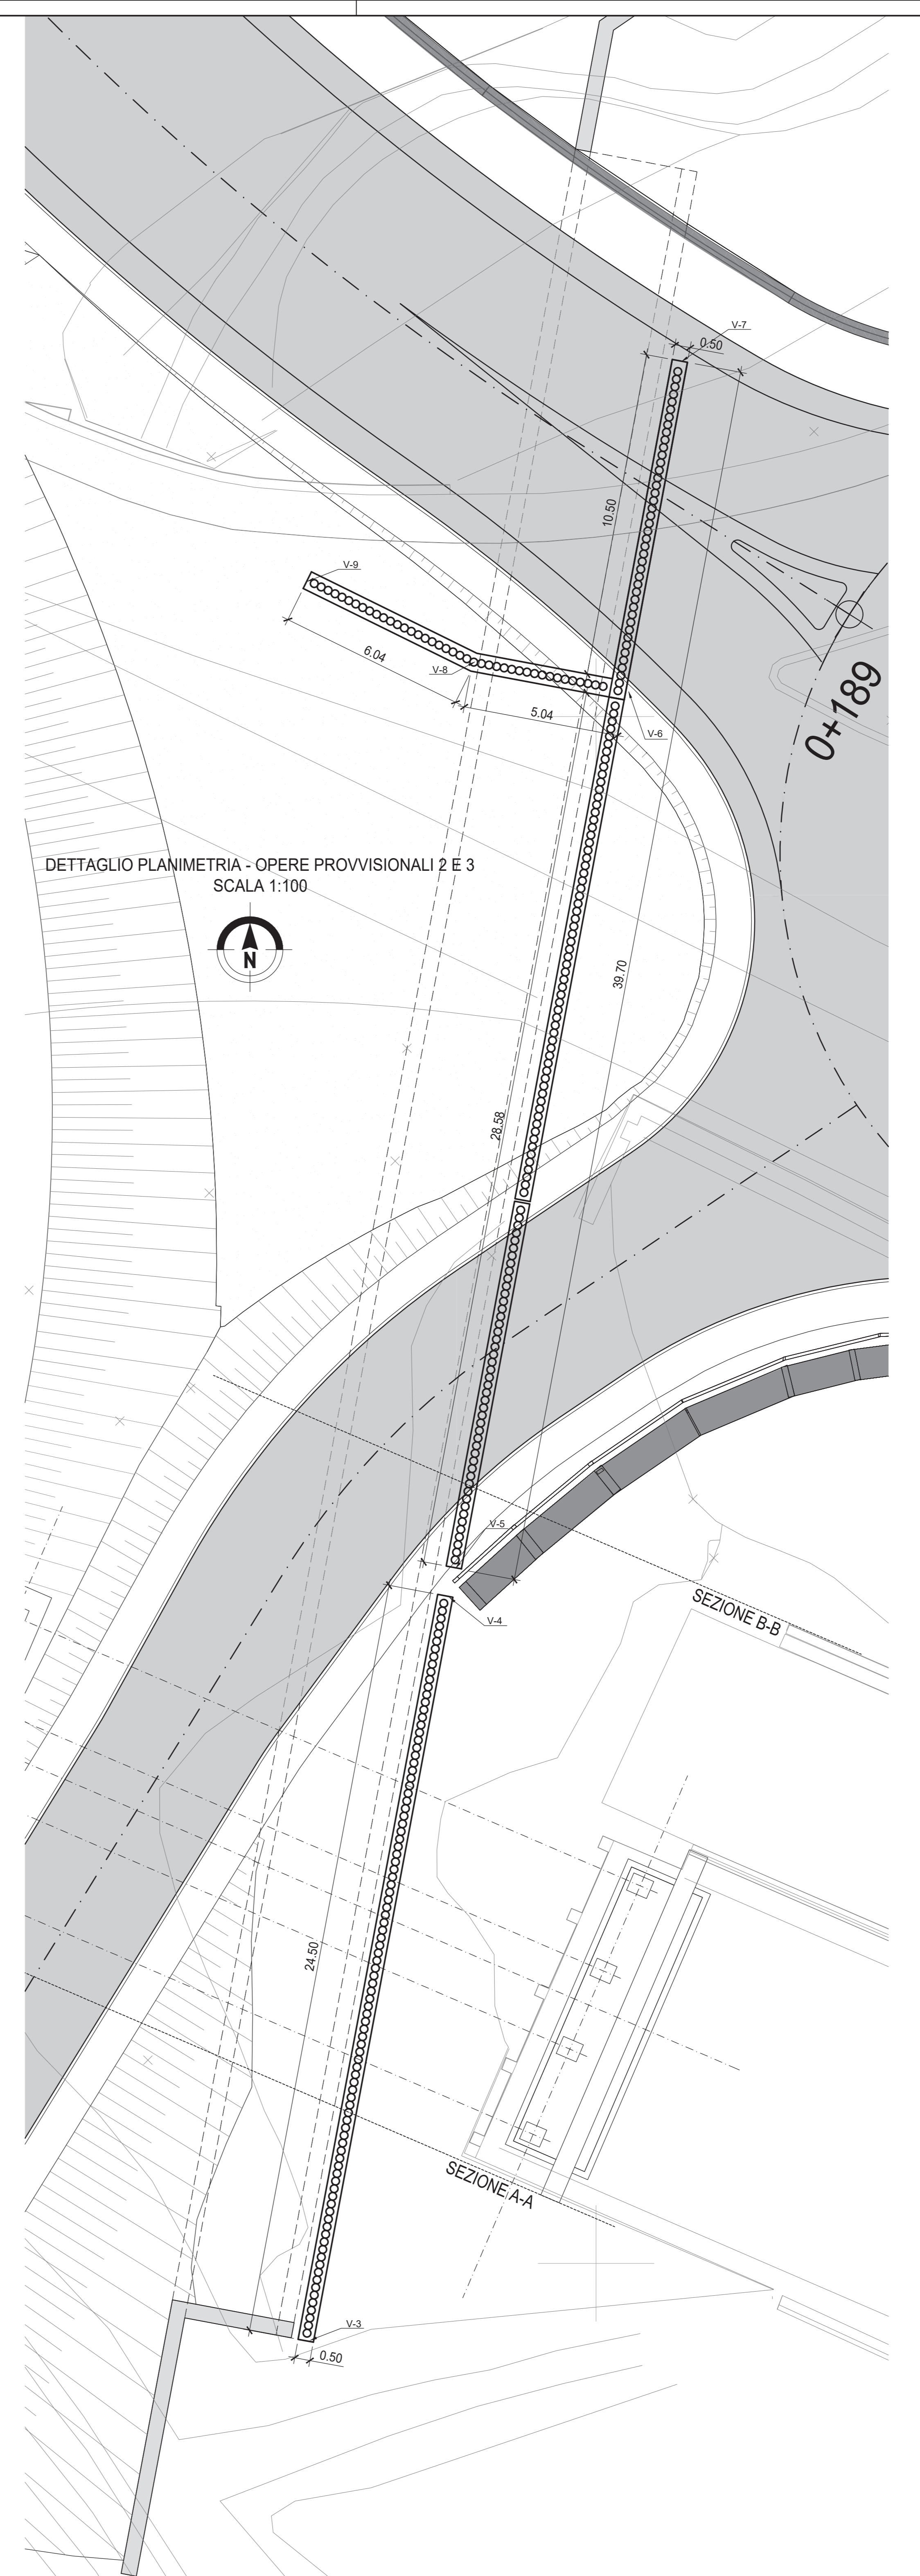 V-7
0.50
10.50
V-9
6.04
V-8
5.04
V-6
0+189
DETTAGLIO PLANIMETRIA - OPERE PROVVISIONALI 2 E 3
SCALA 1:100
N
39.70
28.58
V-5
V-4
SEZIONE B-B
24.50
SEZIONE A-A
V-3
0.50